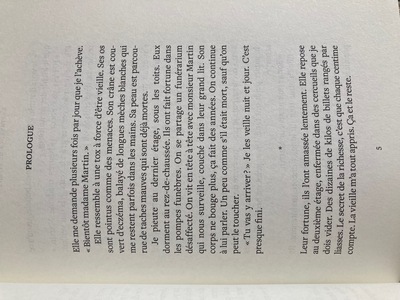 PROLOGUE
Elle me demande plusieurs fois par jour que je l'achève.
« Bientôt madame Martin. »
Elle ressemble à une tox à force d'être vieille. Ses os
sont pointus comme des menaces. Son crâne est cou-
vert d'eczéma, balayé de longues mèches blanches qui
me restent parfois dans les mains. Sa peau est parcou-
rue de taches mauves qui sont déjà mortes.
Je pieute au dernier étage, sous les toits. Eux
dorment au rez-de-chaussée. Ils ont fait fortune dans
les pompes funèbres. On se partage un funérarium
désaffecté. On vit en tête à tête avec monsieur Martin
qui nous surveille, couché dans leur grand lit. Son
corps ne bouge plus, ça fait des années. On continue
à lui parler. Un peu comme s'il était mort, sauf qu'on
peut le toucher.
« Tu vas y arriver ? » Je les veille nuit et jour. C'est
presque fini.
*
Leur fortune, ils l'ont amassée lentement. Elle repose
au deuxième étage, enfermée dans des cercueils que je
dois vider. Des dizaines de kilos de billets rangés par
liasses. Le secret de la richesse, c'est que chaque centime
compte. La vieille m'a tout appris. Ça et le reste.
5